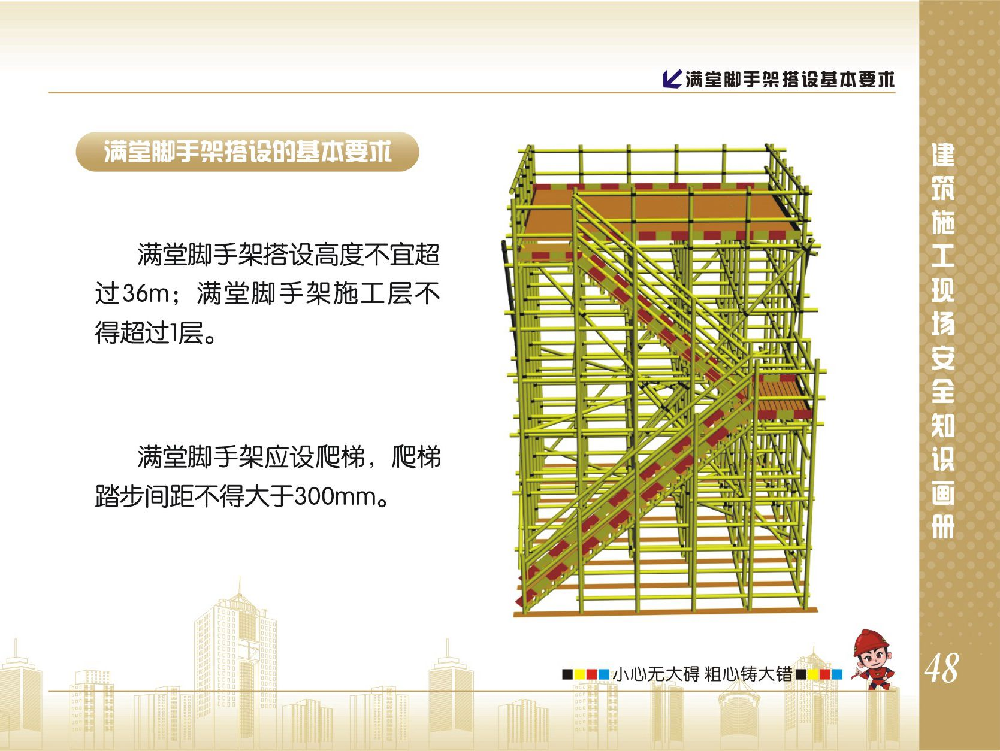 满堂脚手架搭设基本要求
满堂脚手架搭设的基本要求
满堂脚手架搭设高度不宜超
过36m；满堂脚手架施工层不
得超过1层。
满堂脚手架应设爬梯，爬梯
踏步间距不得大于300mm。
小心无大碍 粗心铸大错
建筑施工现场安全知识画册
48